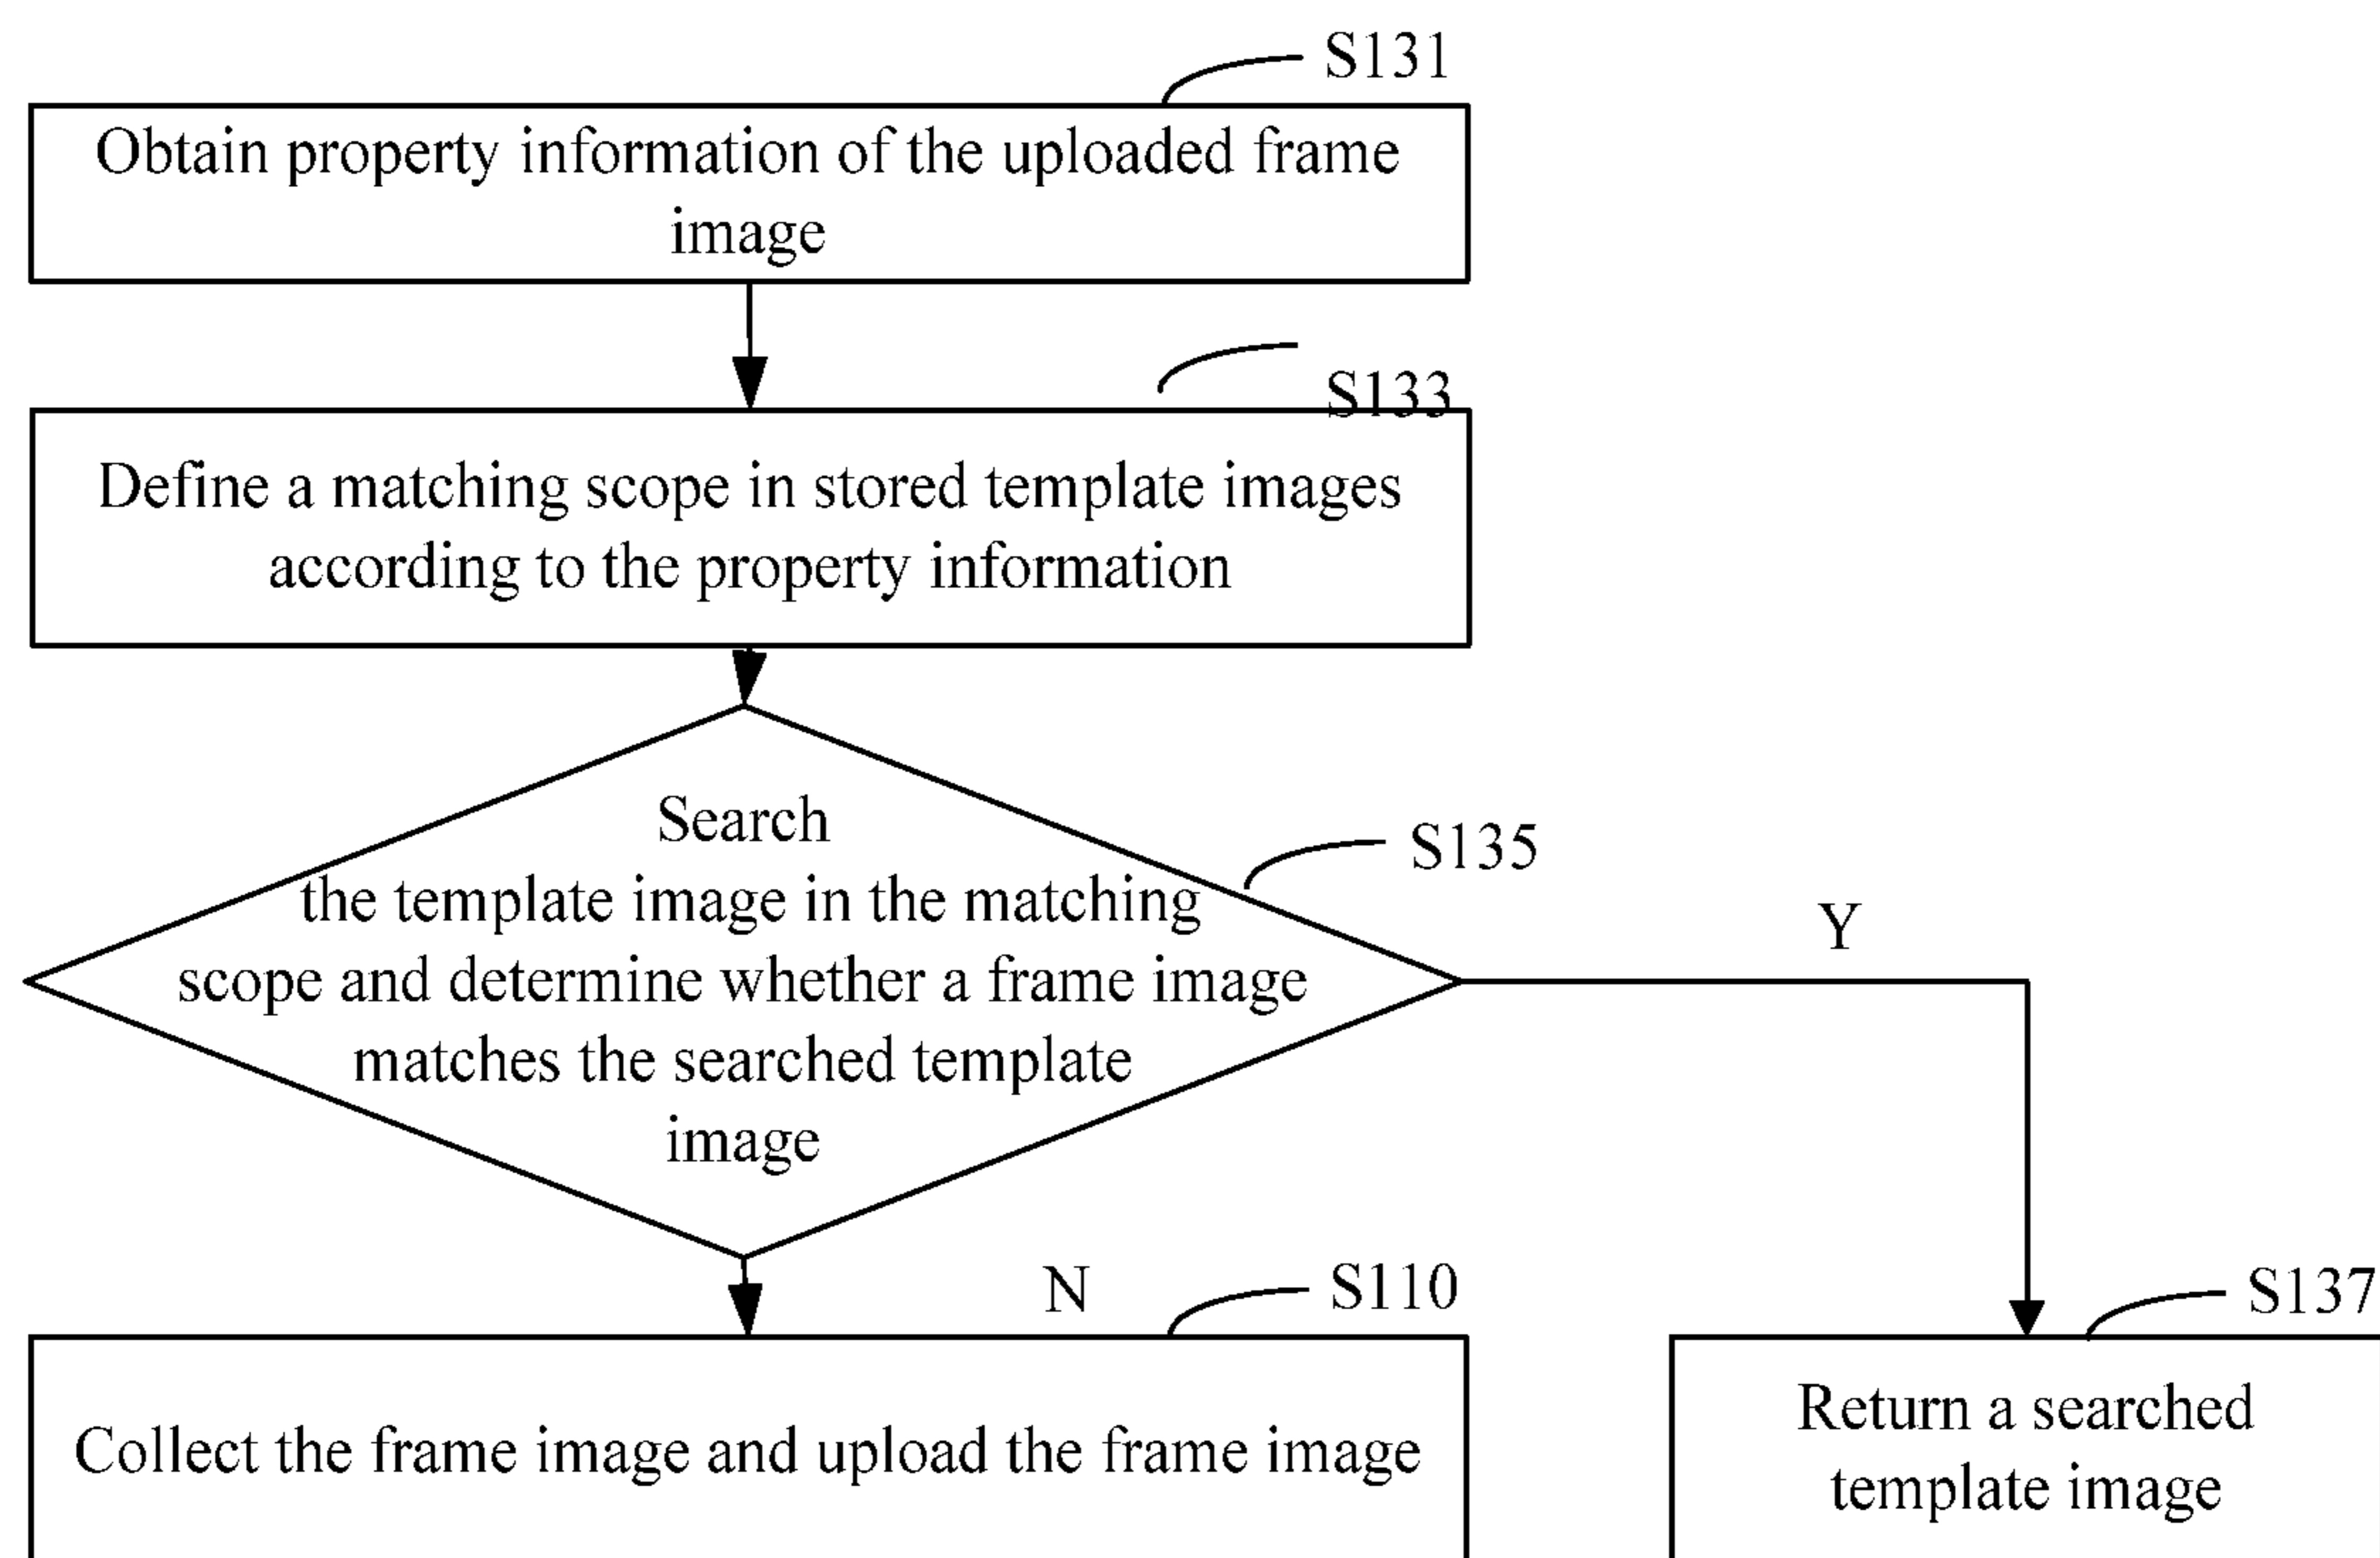 S131
Obtain property information of the uploaded frame
image
S133
Define a matching scope in stored template images
according to the property information
Search
the template image in the matching
scope and determine whether a frame image
matches the searched template
image
S135
Y
N
S110
S137
Collect the frame image and upload the frame image
Return a searched
template image